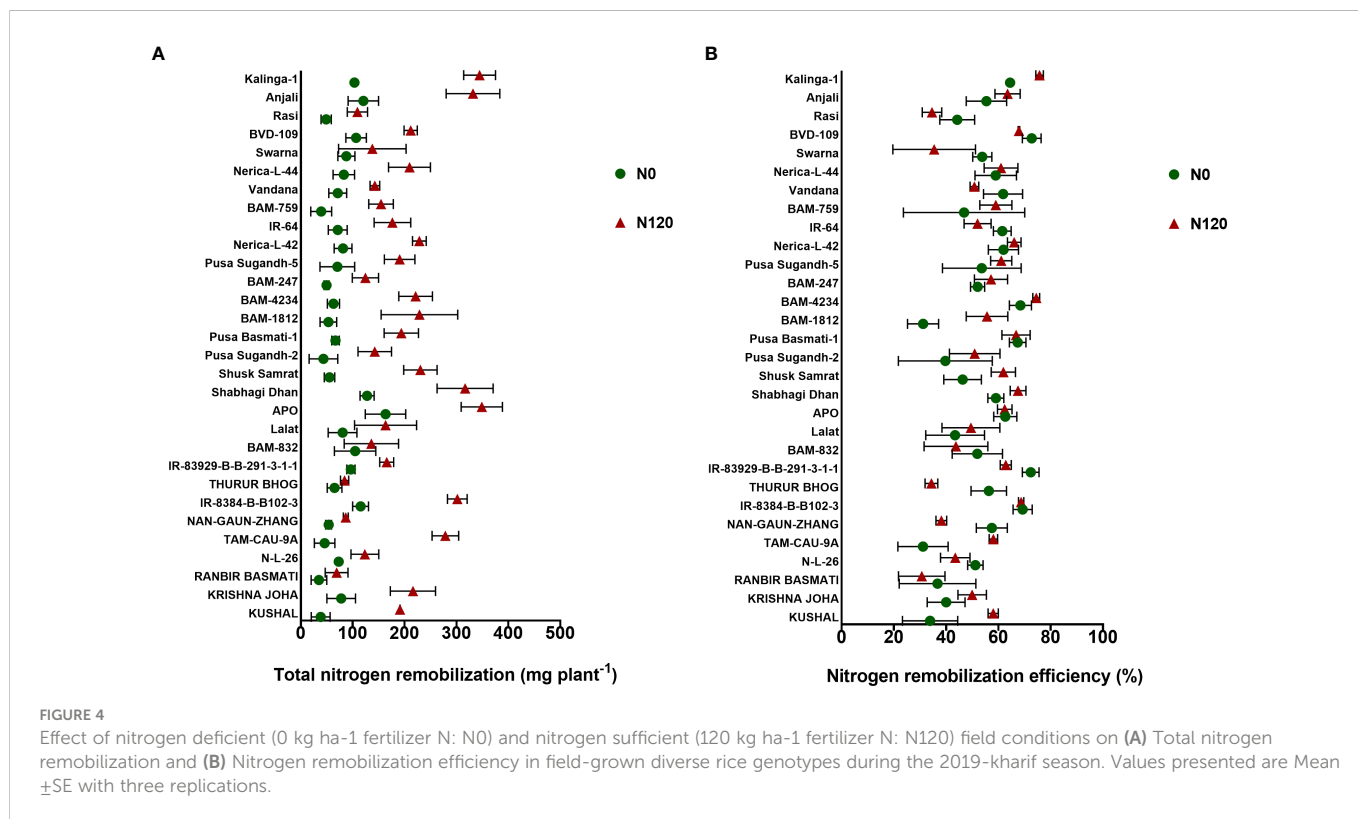 A
Kalinga-1
Anjali
Rasi
BVD-109
Swarna
Nerica-L-44
Vandana
BAM-759
IR-64
Nerica-L-42
Pusa Sugandh-5
BAM-247
BAM-4234
BAM-1812
Pusa Basmati-1
Pusa Sugandh-2
Shusk Samrat
Shabhagi Dhan
APO
Lalat
BAM-832
IR-83929-B-B-291-3-1-1
THURUR BHOG
IR-8384-B-B102-3
NAN-GAUN-ZHANG
TAM-CAU-9A
N-L-26
RANBIR BASMATI
KRISHNA JOHA
KUSHAL
0 100 200 300 400 500
Total nitrogen remobilization (mg plant-1)
N0
N120
B
Kalinga-1
Anjali
Rasi
BVD-109
Swarna
Nerica-L-44
Vandana
BAM-759
IR-64
Nerica-L-42
Pusa Sugandh-5
BAM-247
BAM-4234
BAM-1812
Pusa Basmati-1
Pusa Sugandh-2
Shusk Samrat
Shabhagi Dhan
APO
Lalat
BAM-832
IR-83929-B-B-291-3-1-1
THURUR BHOG
IR-8384-B-B102-3
NAN-GAUN-ZHANG
TAM-CAU-9A
N-L-26
RANBIR BASMATI
KRISHNA JOHA
KUSHAL
0 20 40 60 80 100
Nitrogen remobilization efficiency (%)
N0
N120
FIGURE 4
Effect of nitrogen deficient (0 kg ha-1 fertilizer N: N0) and nitrogen sufficient (120 kg ha-1 fertilizer N: N120) field conditions on (A) Total nitrogen
remobilization and (B) Nitrogen remobilization efficiency in field-grown diverse rice genotypes during the 2019-kharif season. Values presented are Mean
±SE with three replications.